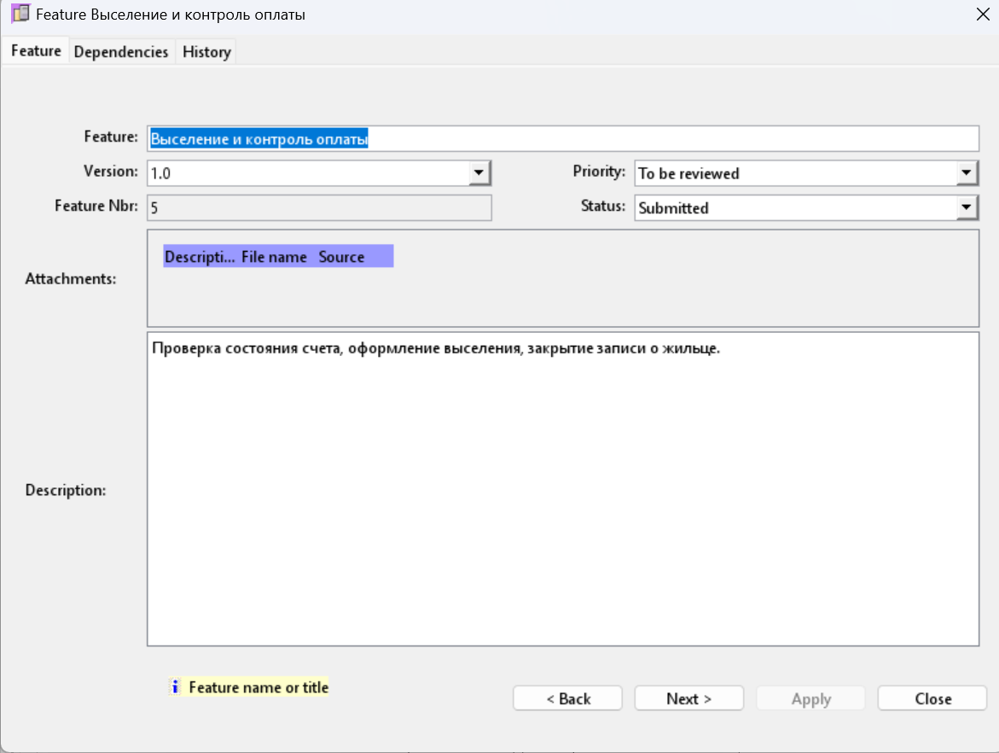 Feature Выселение и контроль оплаты
Feature Dependencies History
Feature: Выселение и контроль оплаты
Version: 1.0 Priority: To be reviewed
Feature Nbr: 5 Status: Submitted
Descripti... File name Source
Attachments:
Проверка состояния счета, оформление выселения, закрытие записи о жильце.
Description:
i Feature name or title
< Back Next > Apply Close